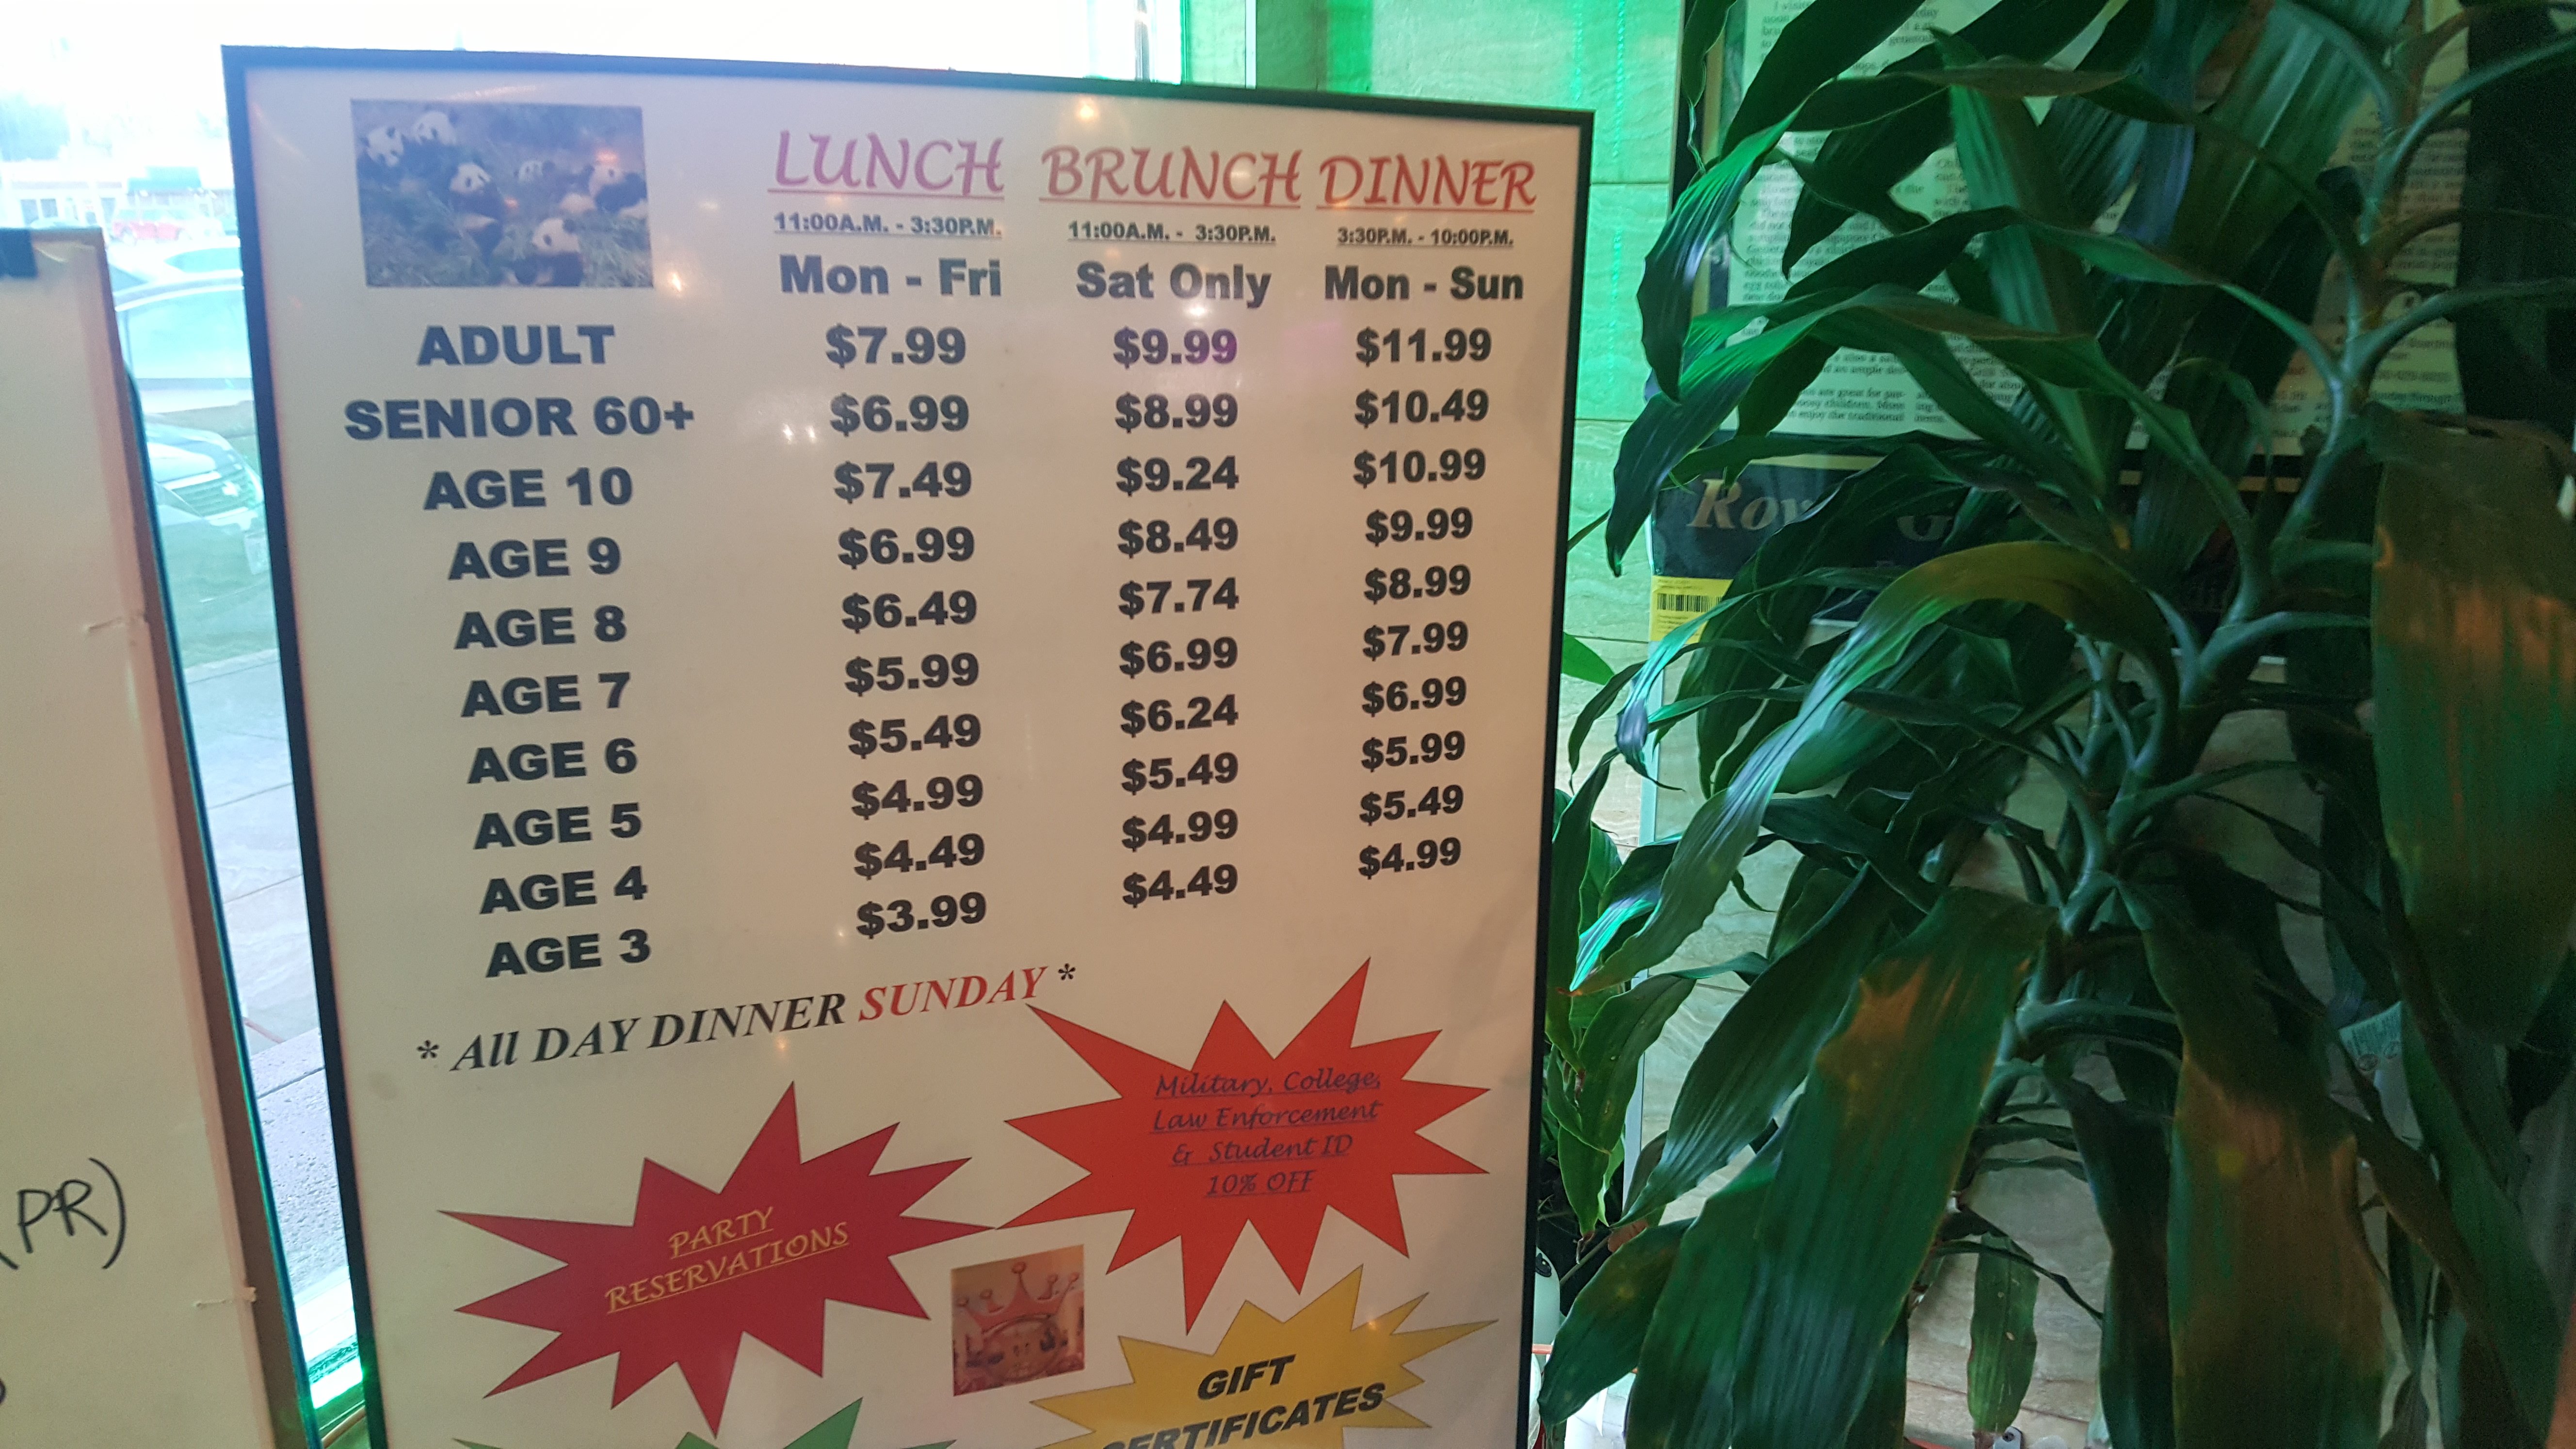 LUNCH BRUNCH DINNER
11:00A.M. - 3:30P.M. 11:00A.M. - 3:30P.M. 3:30P.M. - 10:00P.M.
Mon - Fri Sat Only Mon - Sun
ADULT $7.99 $9.99 $11.99
SENIOR 60+ $6.99 $8.99 $10.49
AGE 10 $7.49 $9.24 $10.99
AGE 9 $6.99 $8.49 $9.99
AGE 8 $6.49 $7.74 $8.99
AGE 7 $5.99 $6.99 $7.99
AGE 6 $5.49 $6.24 $6.99
AGE 5 $4.99 $5.49 $5.99
AGE 4 $4.49 $4.99 $5.49
AGE 3 $3.99 $4.49 $4.99
* All DAY DINNER SUNDAY *
Military, College,
Law Enforcement
& Student ID
10% OFF
PARTY
RESERVATIONS
GIFT
CERTIFICATES
(PR)